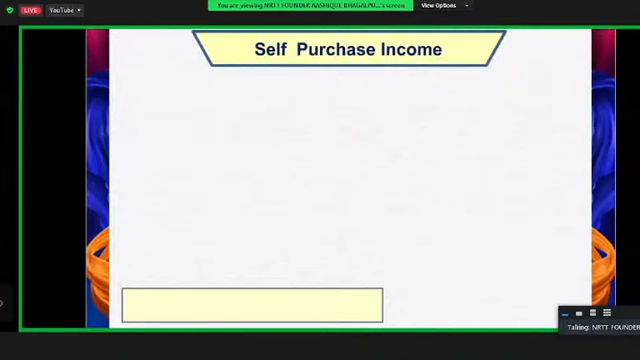 LIVE
YouTube
You are viewing NRTT FOUNDER AASHIQUE BHAGALPU...'s screen
View Options
Self Purchase Income
Talking: NRTT FOUNDER